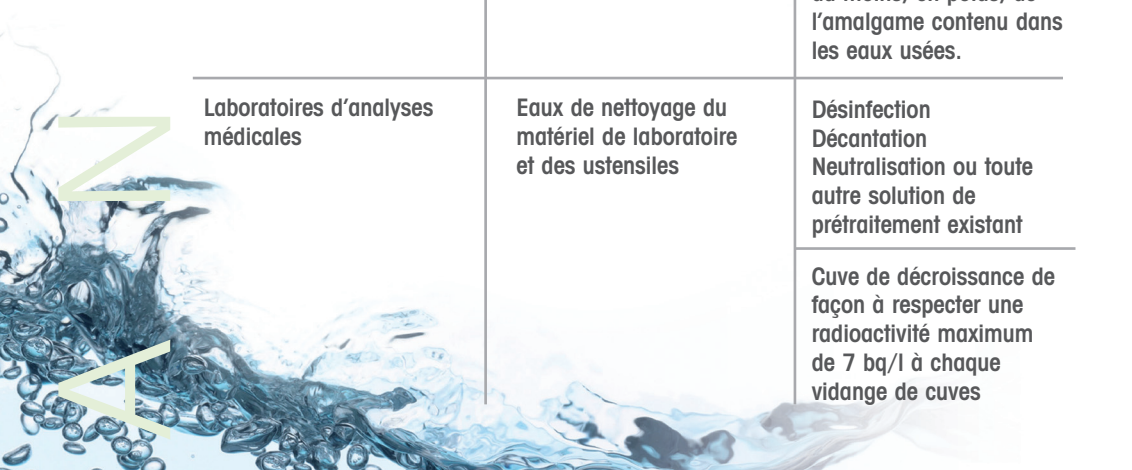 l'amalgame contenu dans
les eaux usées.
Laboratoires d'analyses
médicales
Eaux de nettoyage du
matériel de laboratoire
et des ustensiles
Désinfection
Décantation
Neutralisation ou toute
autre solution de
prétraitement existant
Cuve de décroissance de
façon à respecter une
radioactivité maximum
de 7 bq/l à chaque
vidange de cuves
A N